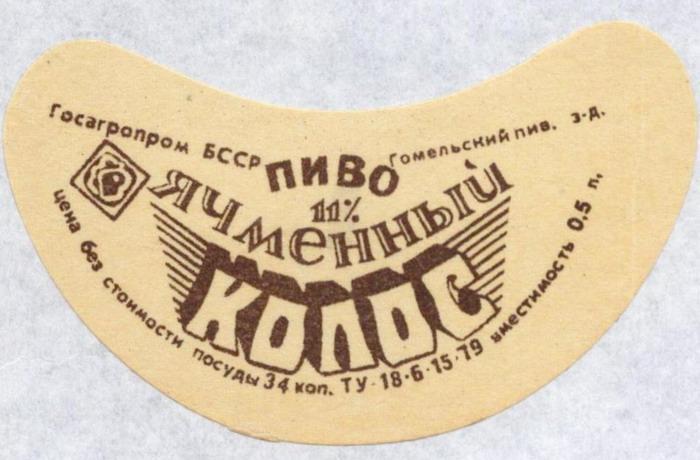 Госагропром БССР
Гомельский пив. з-д.
ПИВО
11%
ЯЧМЕННЫЙ
КОЛОС
цена без стоимости посуды 34 коп. ТУ-18-6-15-79 вместимость 0,5 л.